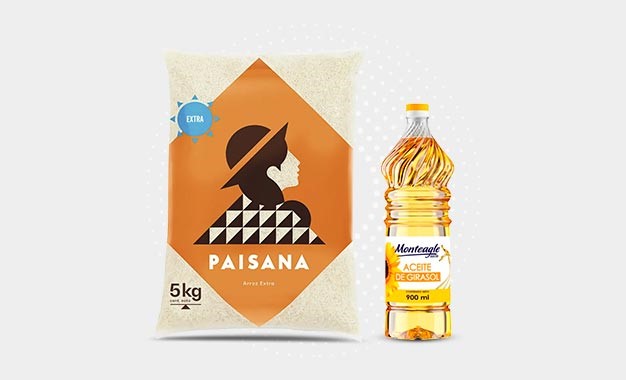 EXTRA
PAISANA
Arroz Extra
5kg
Monteagle
ACEITE
DE GIRASOL
900 ml